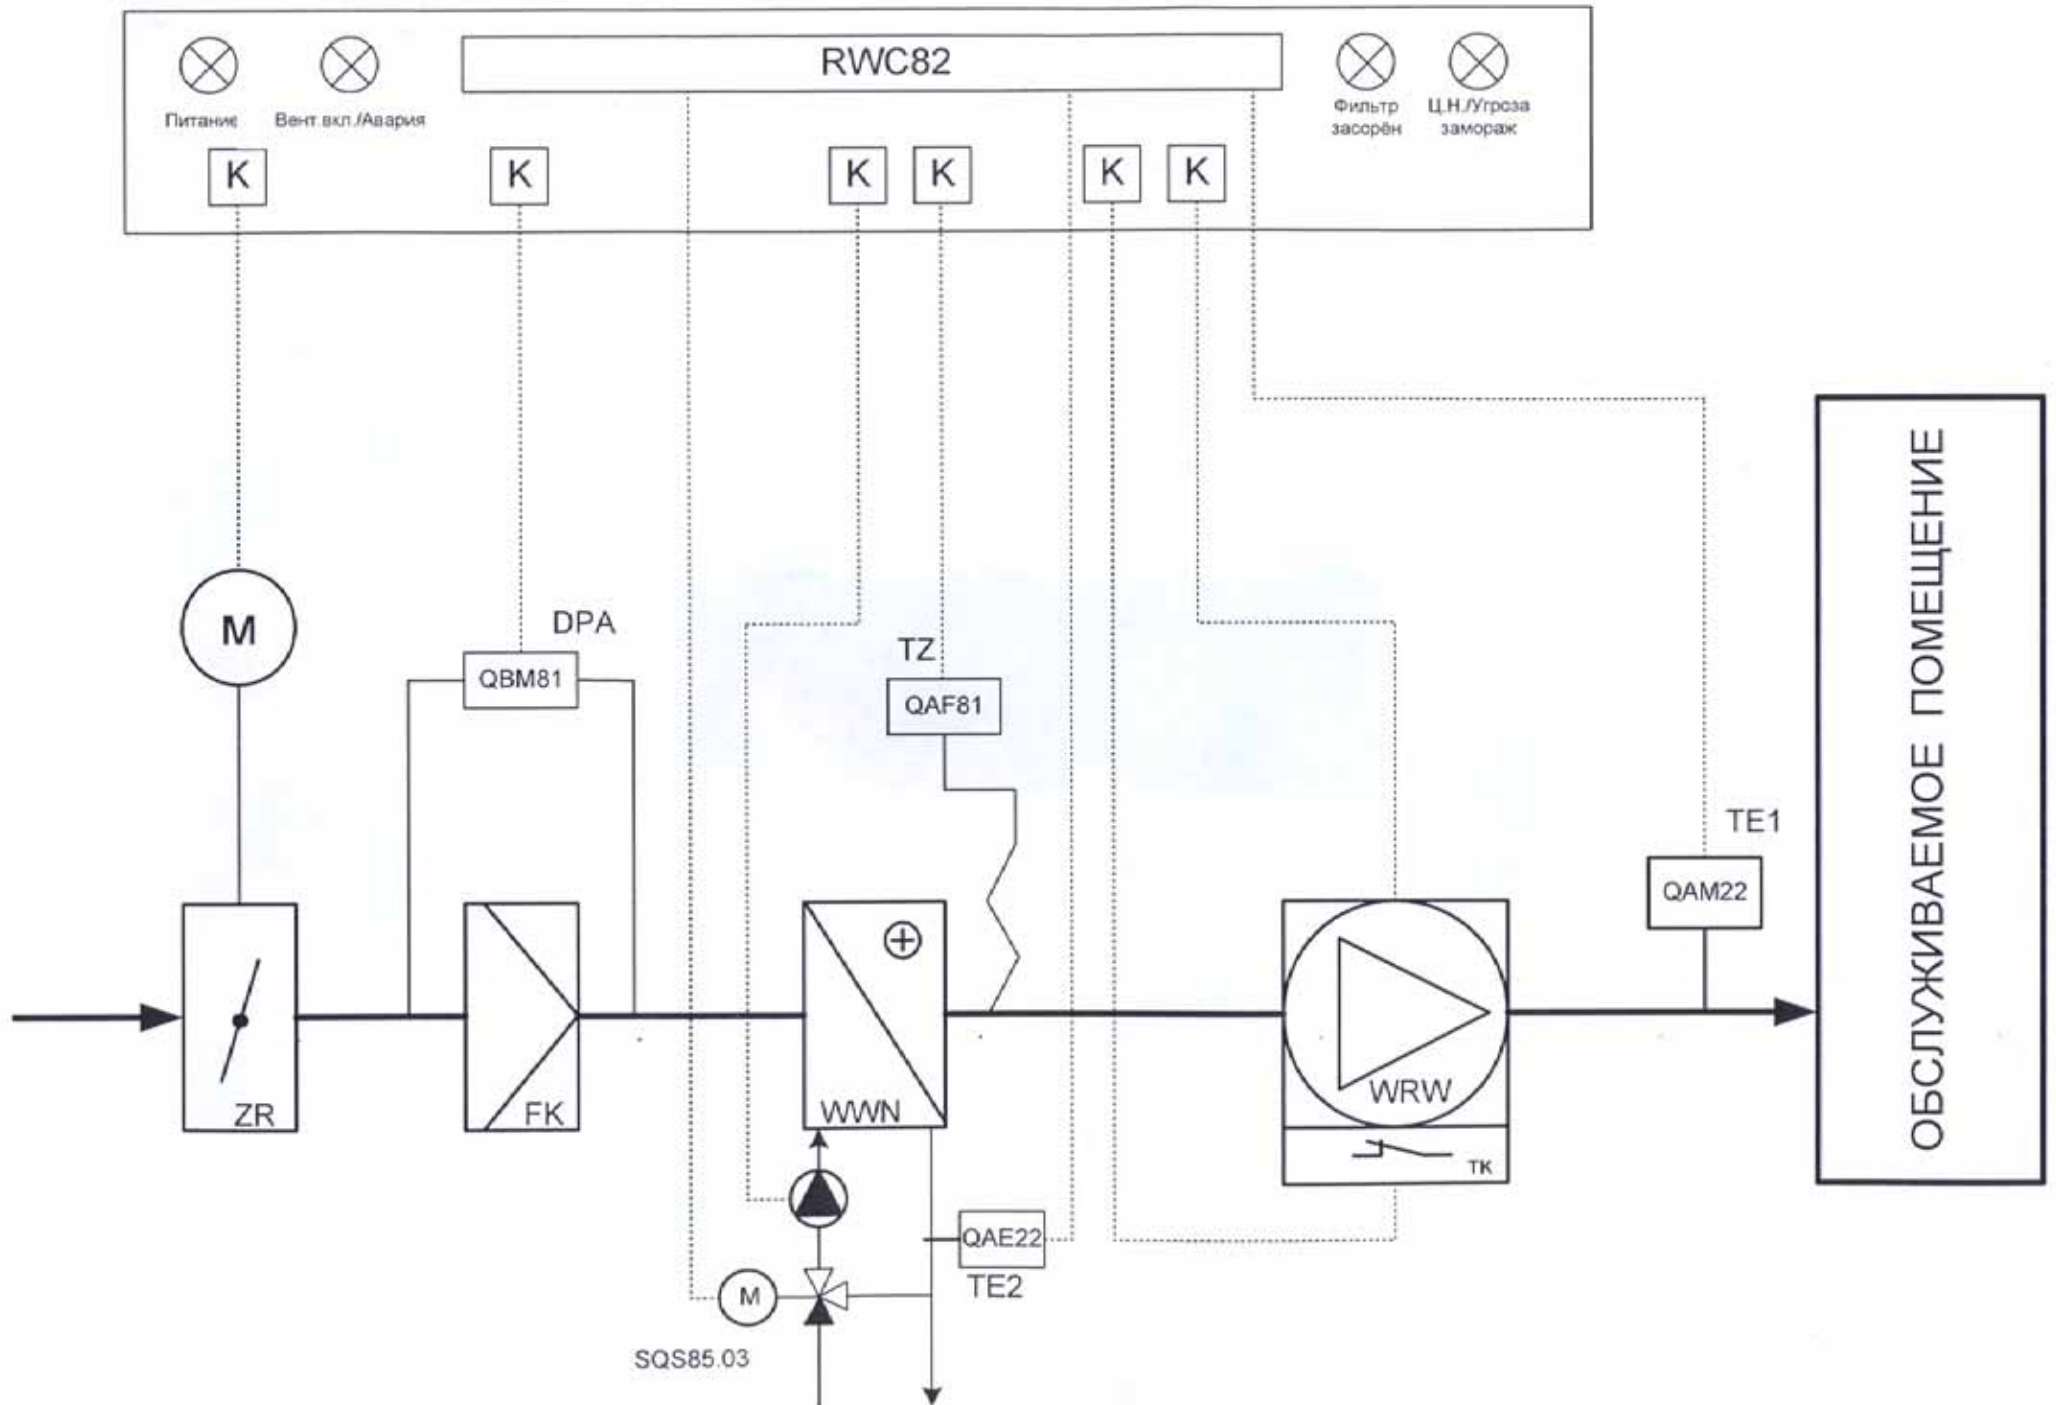 RWC82
Питание
Вент.вкл./Авария
Фильтр
засорён
Ц.Н./Угроза
замораж
K
K
K
K
K
K
M
DPA
QBM81
TZ
QAF81
TE1
QAM22
ОБСЛУЖИВАЕМОЕ ПОМЕЩЕНИЕ
ZR
FK
WWN
WRW
TK
QAE22
TE2
M
SQS85.03